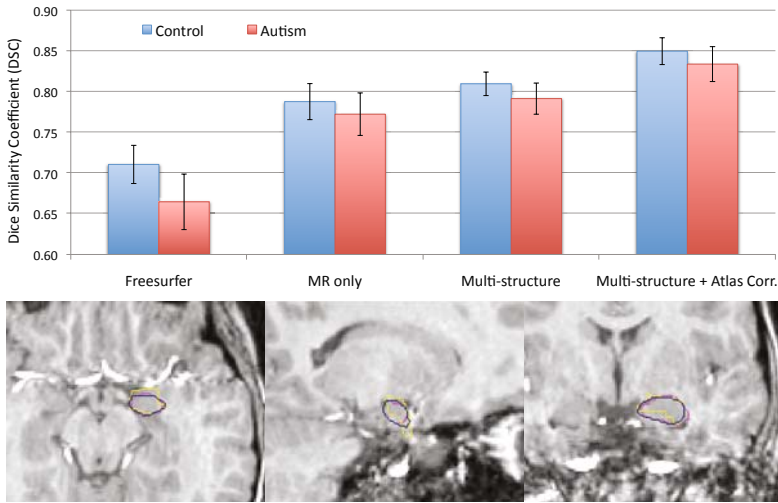 0.90
0.85
0.80
0.75
0.70
0.65
0.60
Dice Similarity Coefficient (DSC)
Control
Autism
Freesurfer
MR only
Multi-structure
Multi-structure + Atlas Corr.